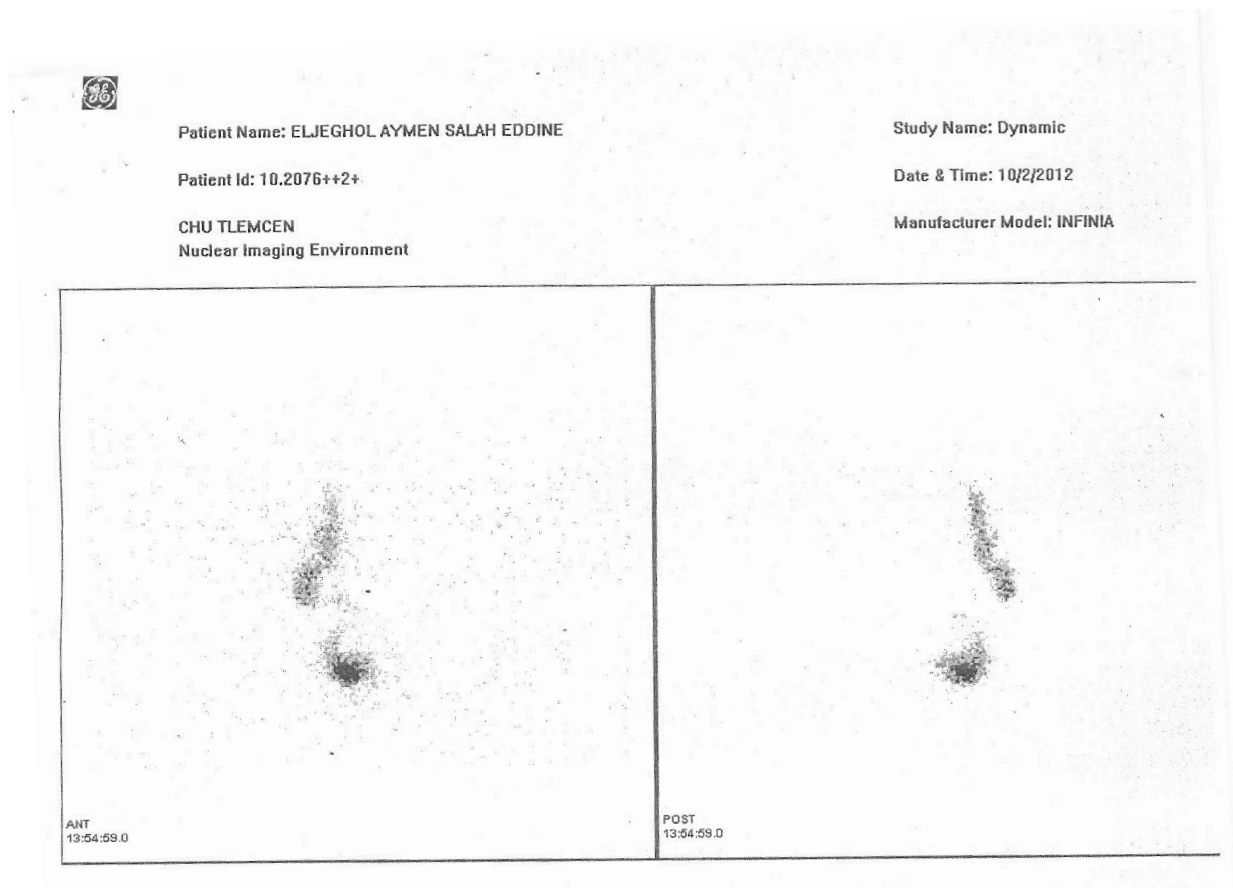 GE
Patient Name: ELJEGHOL AYMEN SALAH EDDINE
Study Name: Dynamic
Patient Id: 10.2076++2+
Date & Time: 10/2/2012
CHU TLEMCEN
Manufacturer Model: INFINIA
Nuclear Imaging Environment
ANT
13:54:59.0
POST
13:54:59.0